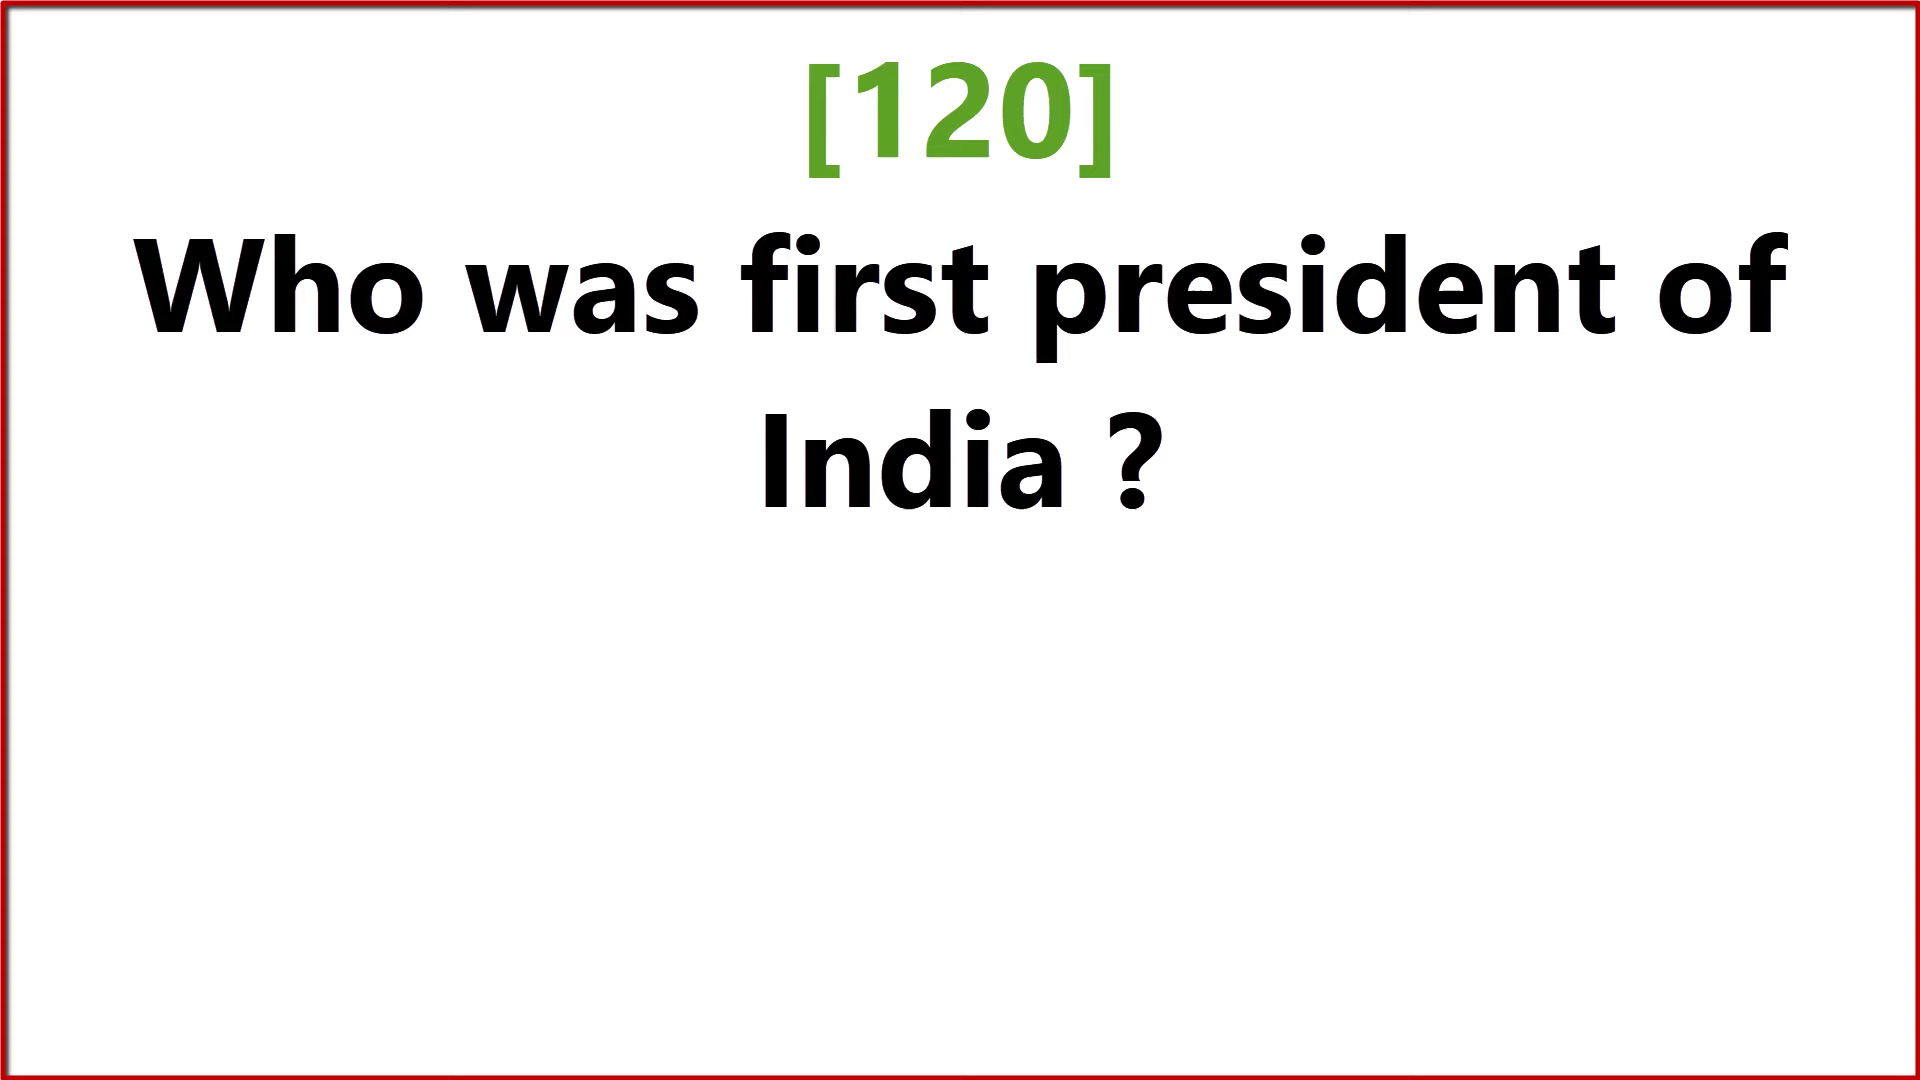 [120]
Who was first president of
India ?